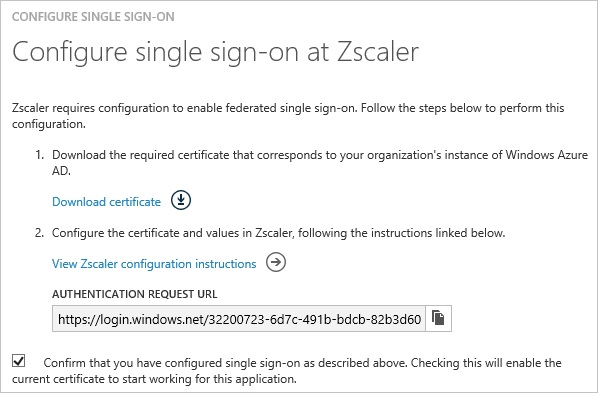 CONFIGURE SINGLE SIGN-ON
Configure single sign-on at Zscaler
Zscaler requires configuration to enable federated single sign-on. Follow the steps below to perform this
configuration.
1. Download the required certificate that corresponds to your organization's instance of Windows Azure
AD.
Download certificate
2. Configure the certificate and values in Zscaler, following the instructions linked below.
View Zscaler configuration instructions
AUTHENTICATION REQUEST URL
https://login.windows.net/32200723-6d7c-491b-bdcb-82b3d60
Confirm that you have configured single sign-on as described above. Checking this will enable the
current certificate to start working for this application.